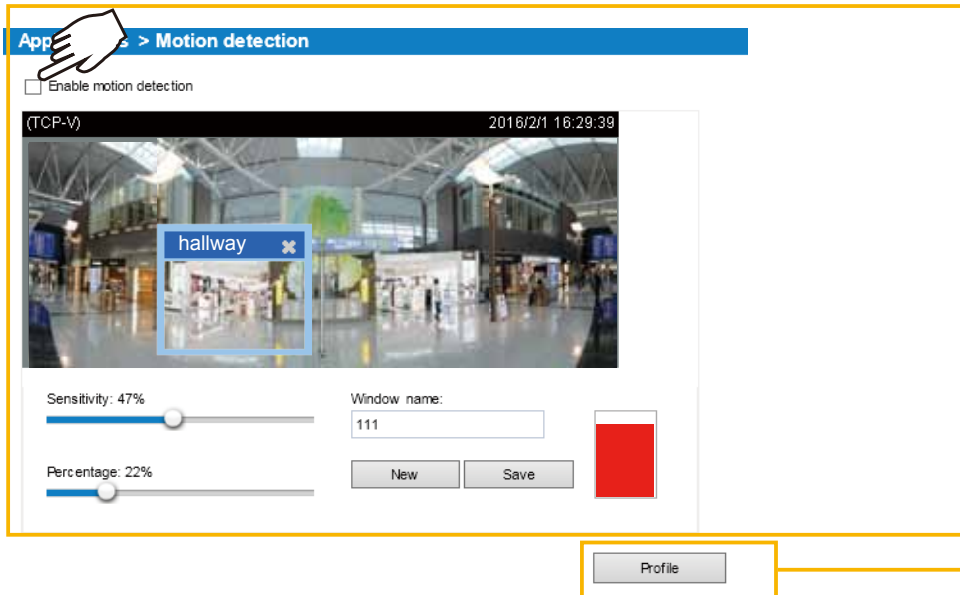 > Motion detection
Enable motion detection
(TCP-V) 2016/2/1 16:29:39
hallway
Sensitivity: 47% Window name:
111
Percentage: 22% New Save
Profile